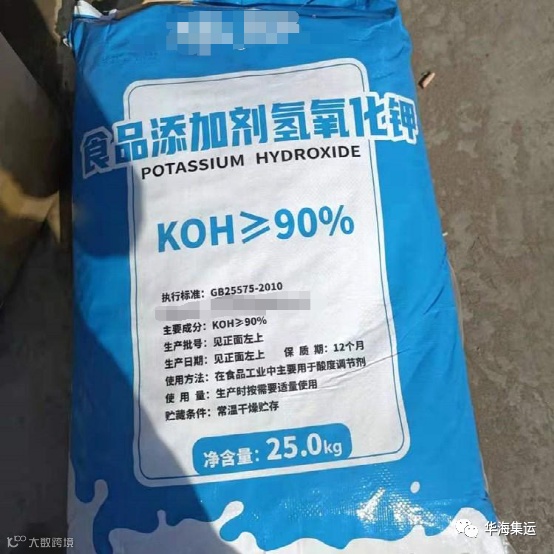 食品添加剂氢氧化钾
POTASSIUM HYDROXIDE
KOH≥90%
执行标准：GB25575-2010
主要成分：KOH≥90%
生产批号：见正面左上
生产日期：见正面左上 保 质 期：12个月
使用方法：在食品工业中主要用于酸度调节剂
使 用 量：生产时按需要适量使用
贮藏条件：常温干燥贮存
净含量：25.0kg
大数跨境
华海集运